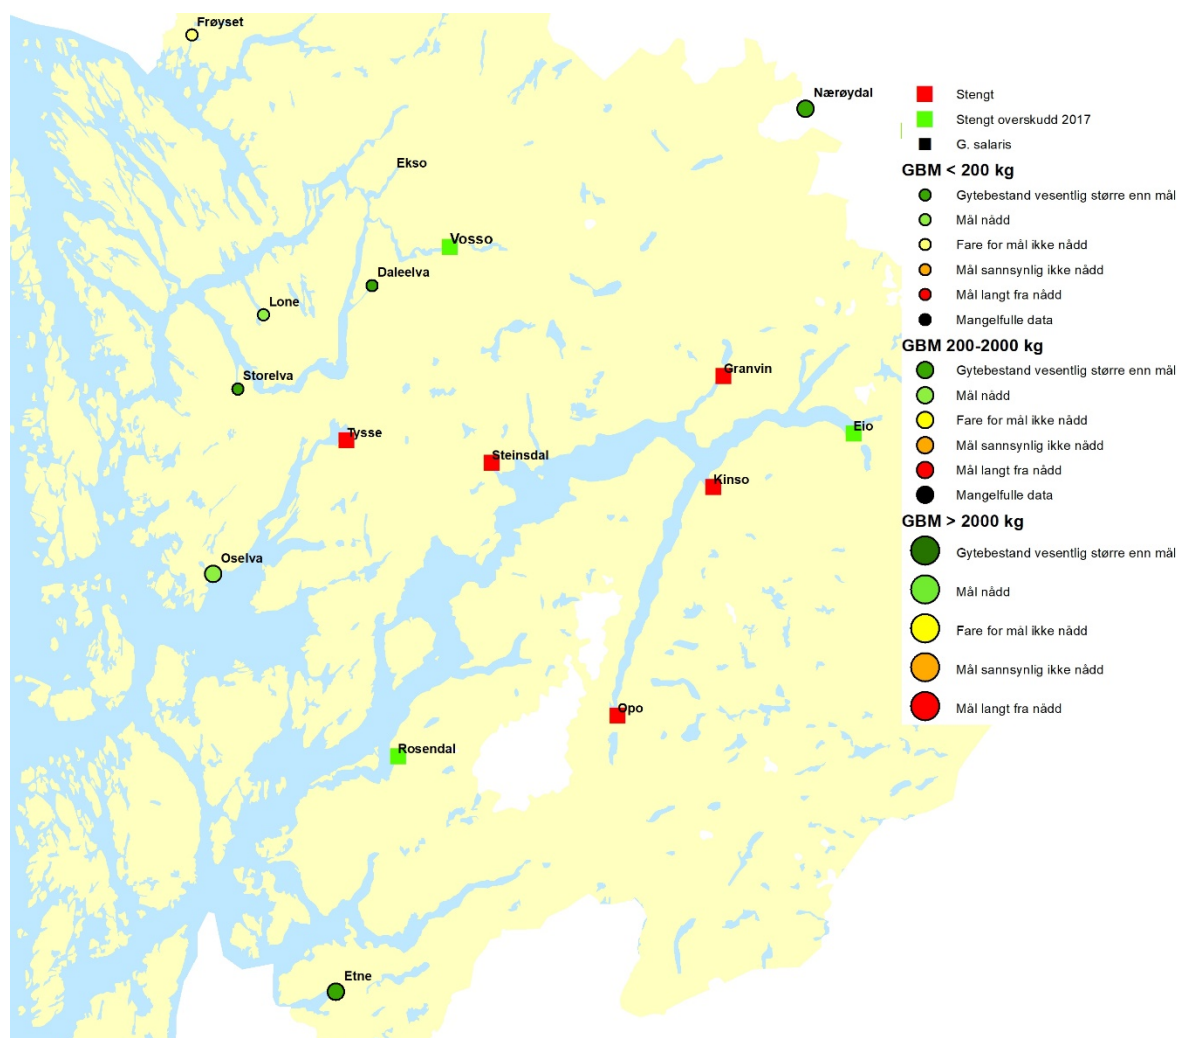 Frøyset
Nærøydal
Ekso
Vosso
Daleelva
Lone
Granvin
Storelva
Eio
Tysse
Steinsdal
Kinso
Oselva
Opo
Rosendal
Etne
Stengt
Stengt overskudd 2017
G. salaris
GBM < 200 kg
Gytebestand vesentlig større enn mål
Mål nådd
Fare for mål ikke nådd
Mål sannsynlig ikke nådd
Mål langt fra nådd
Mangelfulle data
GBM 200-2000 kg
Gytebestand vesentlig større enn mål
Mål nådd
Fare for mål ikke nådd
Mål sannsynlig ikke nådd
Mål langt fra nådd
Mangelfulle data
GBM > 2000 kg
Gytebestand vesentlig større enn mål
Mål nådd
Fare for mål ikke nådd
Mål sannsynlig ikke nådd
Mål langt fra nådd